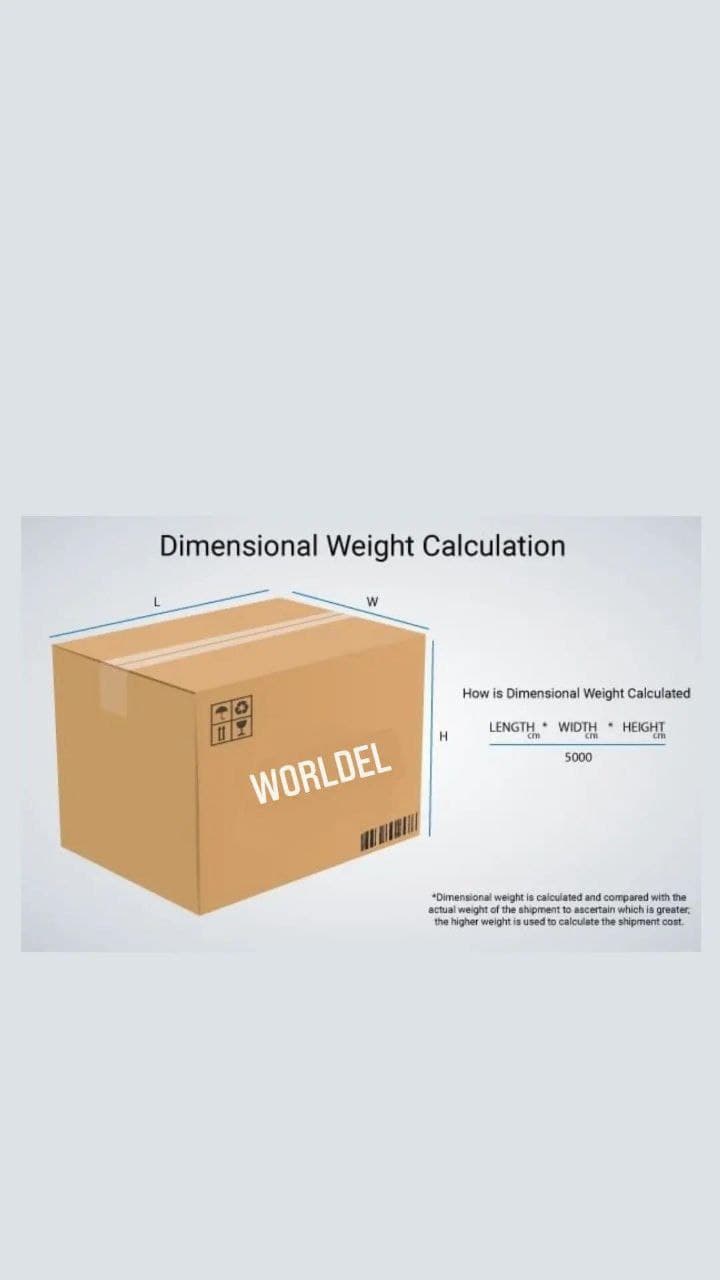 Dimensional Weight Calculation
L
W
H
WORLDEL
How is Dimensional Weight Calculated
LENGTH * WIDTH * HEIGHT
cm cm cm
5000
*Dimensional weight is calculated and compared with the
actual weight of the shipment to ascertain which is greater;
the higher weight is used to calculate the shipment cost.